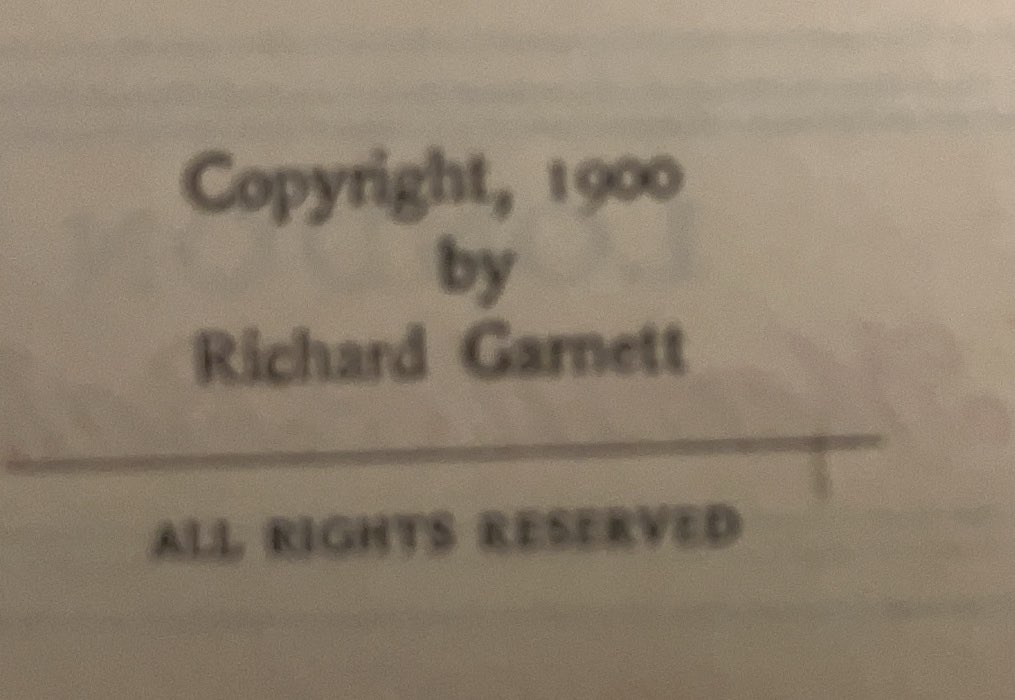 Copyright, 1900
by
Richard Garnett
ALL RIGHTS RESERVED